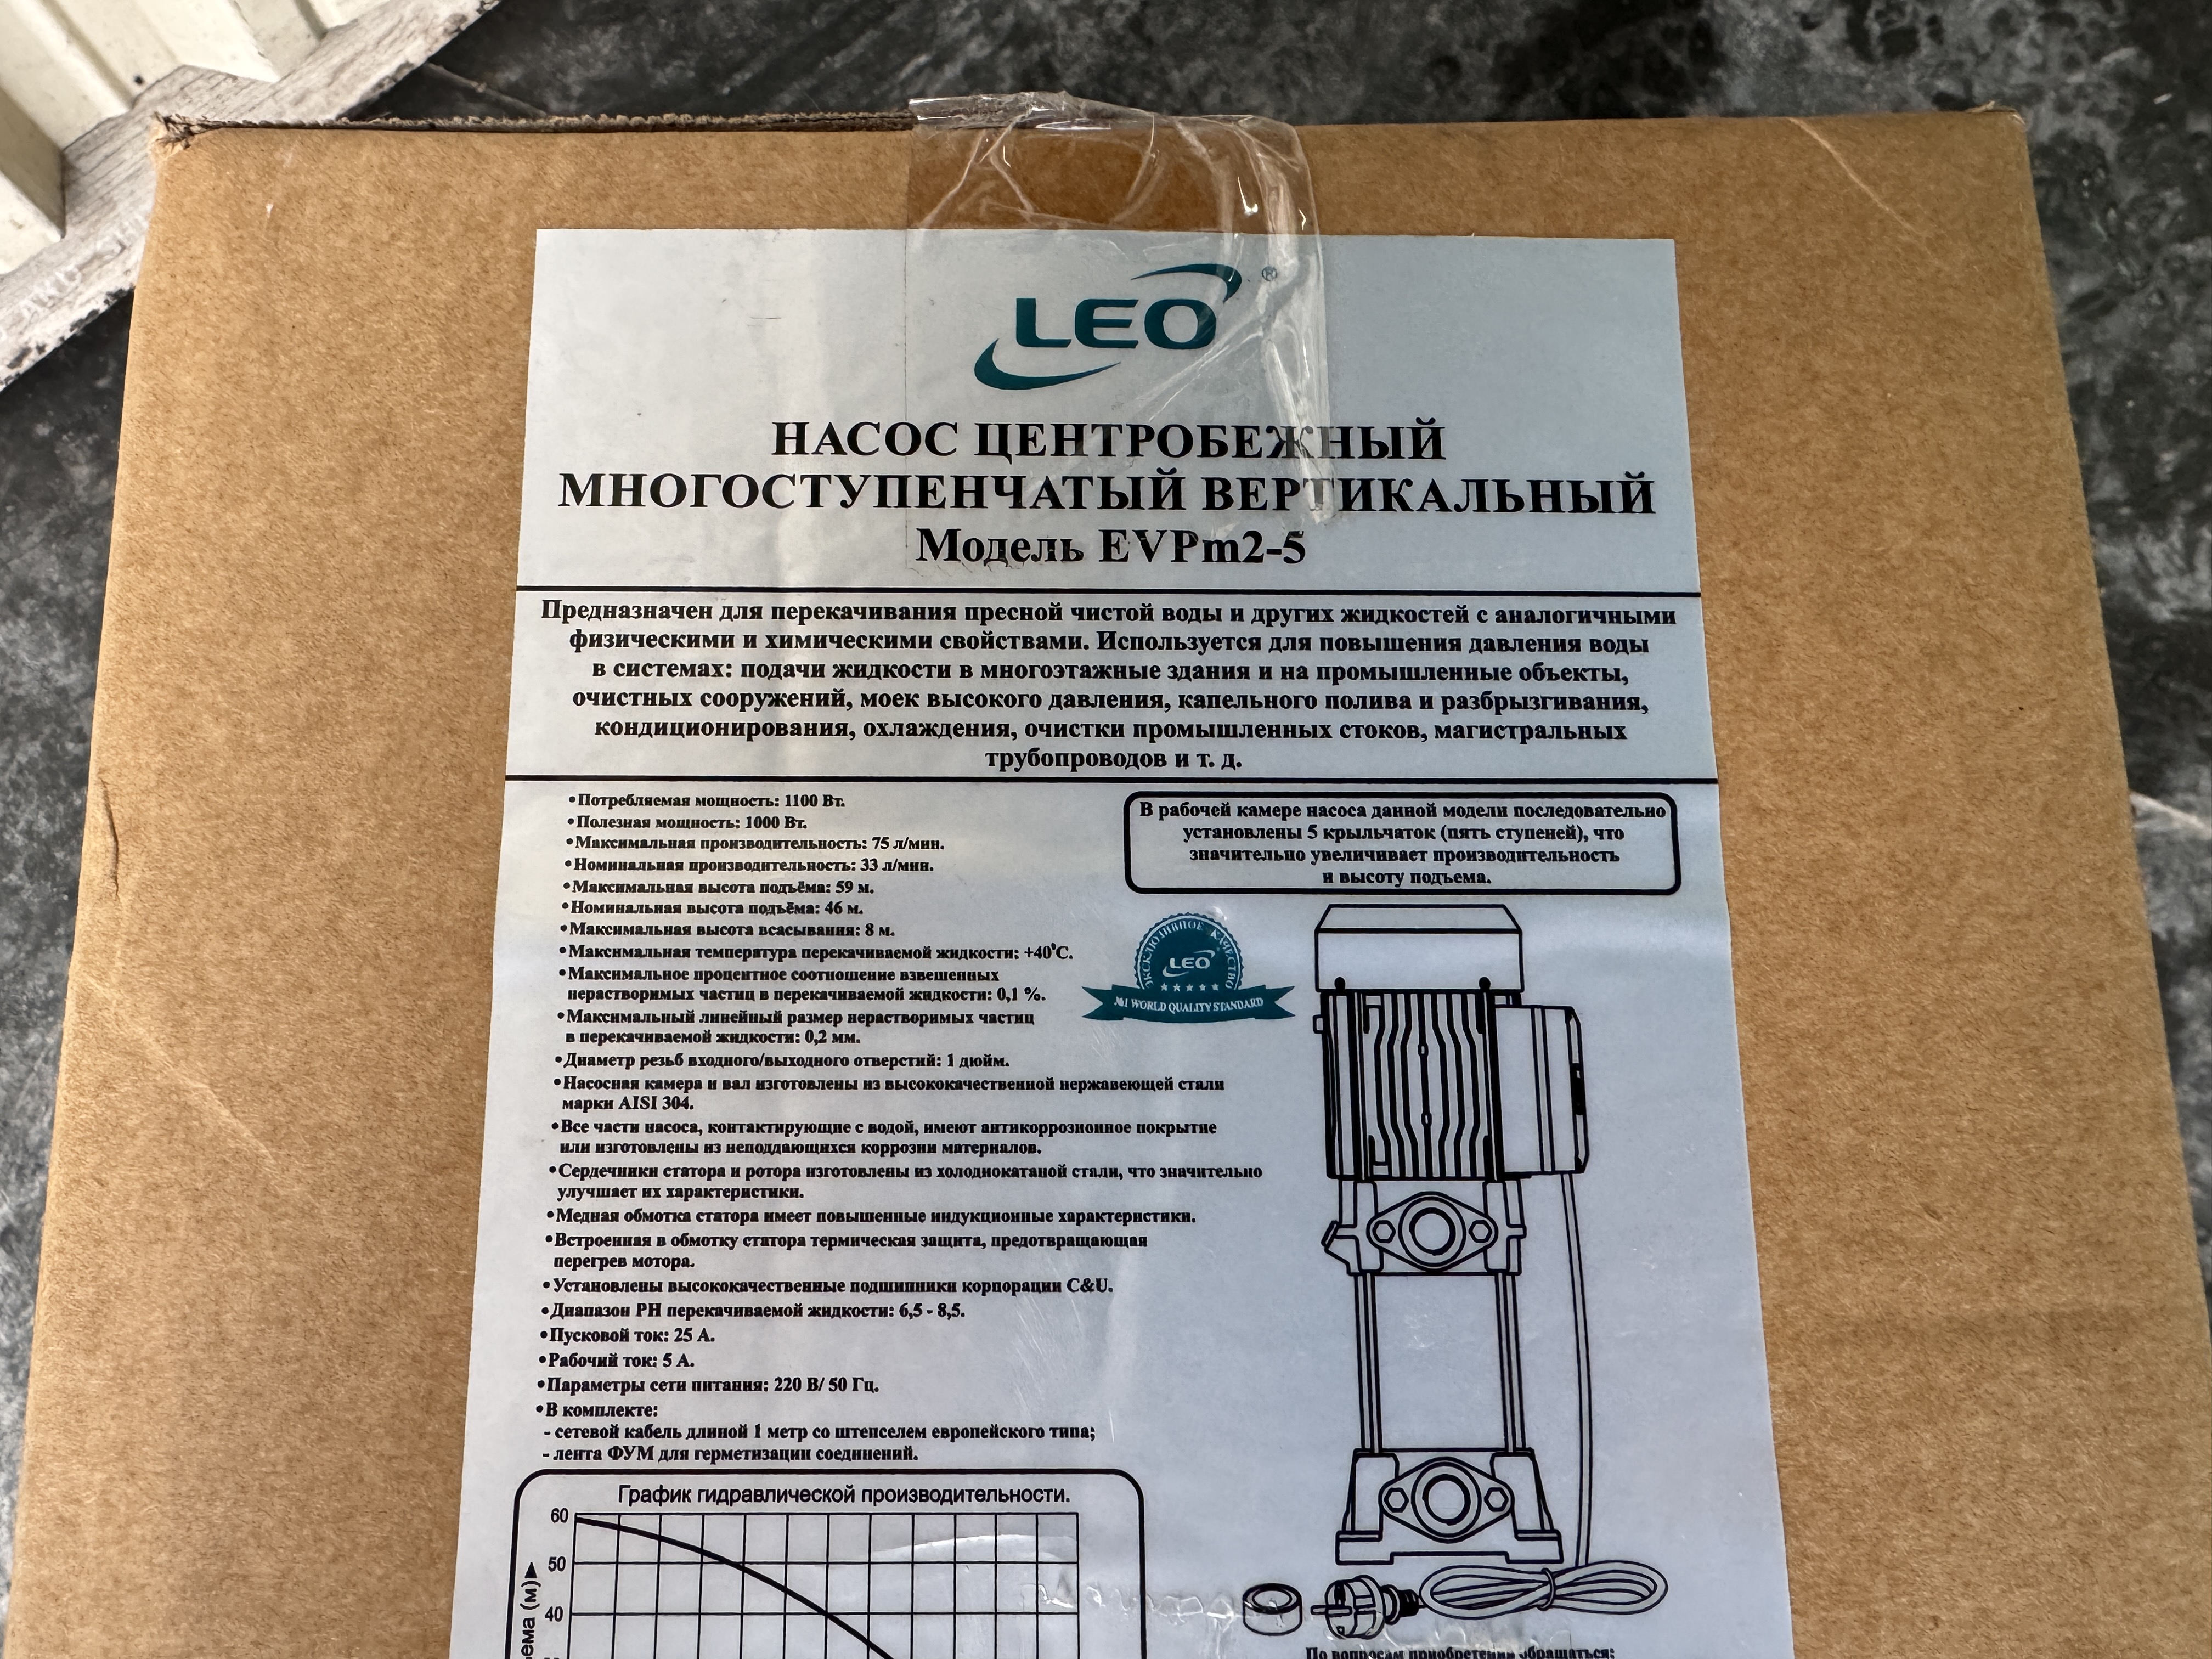 LEO ®
НАСОС ЦЕНТРОБЕЖНЫЙ
МНОГОСТУПЕНЧАТЫЙ ВЕРТИКАЛЬНЫЙ
Модель EVPm2-5
Предназначен для перекачивания пресной чистой воды и других жидкостей с аналогичными
физическими и химическими свойствами. Используется для повышения давления воды
в системах: подачи жидкости в многоэтажные здания и на промышленные объекты,
очистных сооружений, моек высокого давления, капельного полива и разбрызгивания,
кондиционирования, охлаждения, очистки промышленных стоков, магистральных
трубопроводов и т. д.
•Потребляемая мощность: 1100 Вт.
•Полезная мощность: 1000 Вт.
•Максимальная производительность: 75 л/мин.
•Номинальная производительность: 33 л/мин.
•Максимальная высота подъёма: 59 м.
•Номинальная высота подъёма: 46 м.
•Максимальная высота всасывания: 8 м.
•Максимальная температура перекачиваемой жидкости: +40°C.
•Максимальное процентное соотношение взвешенных
нерастворимых частиц в перекачиваемой жидкости: 0,1 %.
•Максимальный линейный размер нерастворимых частиц
в перекачиваемой жидкости: 0,2 мм.
•Диаметр резьб входного/выходного отверстий: 1 дюйм.
•Насосная камера и вал изготовлены из высококачественной нержавеющей стали
марки AISI 304.
•Все части насоса, контактирующие с водой, имеют антикоррозионное покрытие
или изготовлены из неподдающихся коррозии материалов.
•Сердечники статора и ротора изготовлены из холоднокатаной стали, что значительно
улучшает их характеристики.
•Медная обмотка статора имеет повышенные индукционные характеристики.
•Встроенная в обмотку статора термическая защита, предотвращающая
перегрев мотора.
•Установлены высококачественные подшипники корпорации C&U.
•Диапазон PH перекачиваемой жидкости: 6,5 - 8,5.
•Пусковой ток: 25 А.
•Рабочий ток: 5 А.
•Параметры сети питания: 220 В/ 50 Гц.
•В комплекте:
- сетевой кабель длиной 1 метр со штепселем европейского типа;
- лента ФУМ для герметизации соединений.
В рабочей камере насоса данной модели последовательно
установлены 5 крыльчаток (пять ступеней), что
значительно увеличивает производительность
и высоту подъема.
ЭКСКЛЮЗИВНОЕ КАЧЕСТВО
LEO
№1 WORLD QUALITY STANDARD
График гидравлической производительности.
60
50
40
(м)
По вопросам приобретения обращаться: